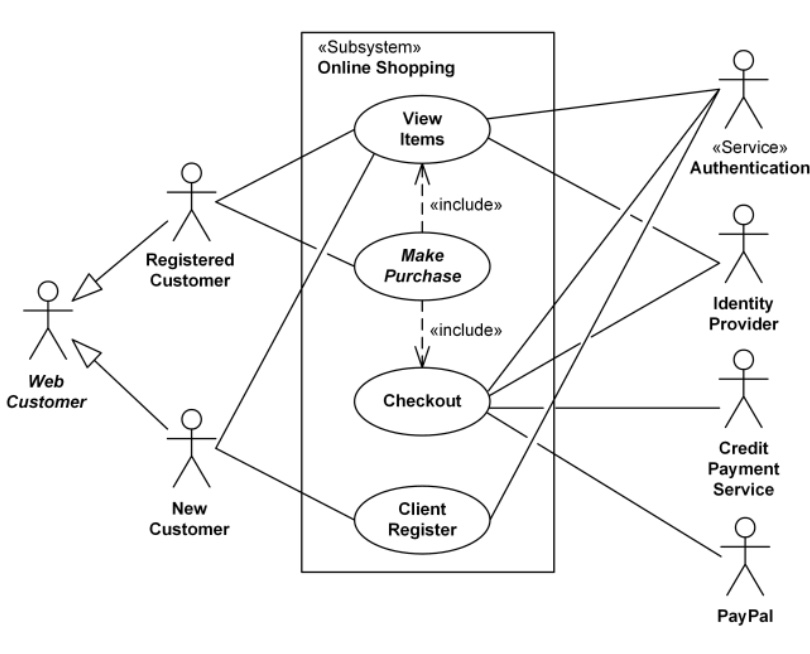 «Subsystem»
Online Shopping
View
Items
«include»
Make
Purchase
«include»
Checkout
Client
Register
Registered
Customer
Web
Customer
New
Customer
«Service»
Authentication
Identity
Provider
Credit
Payment
Service
PayPal